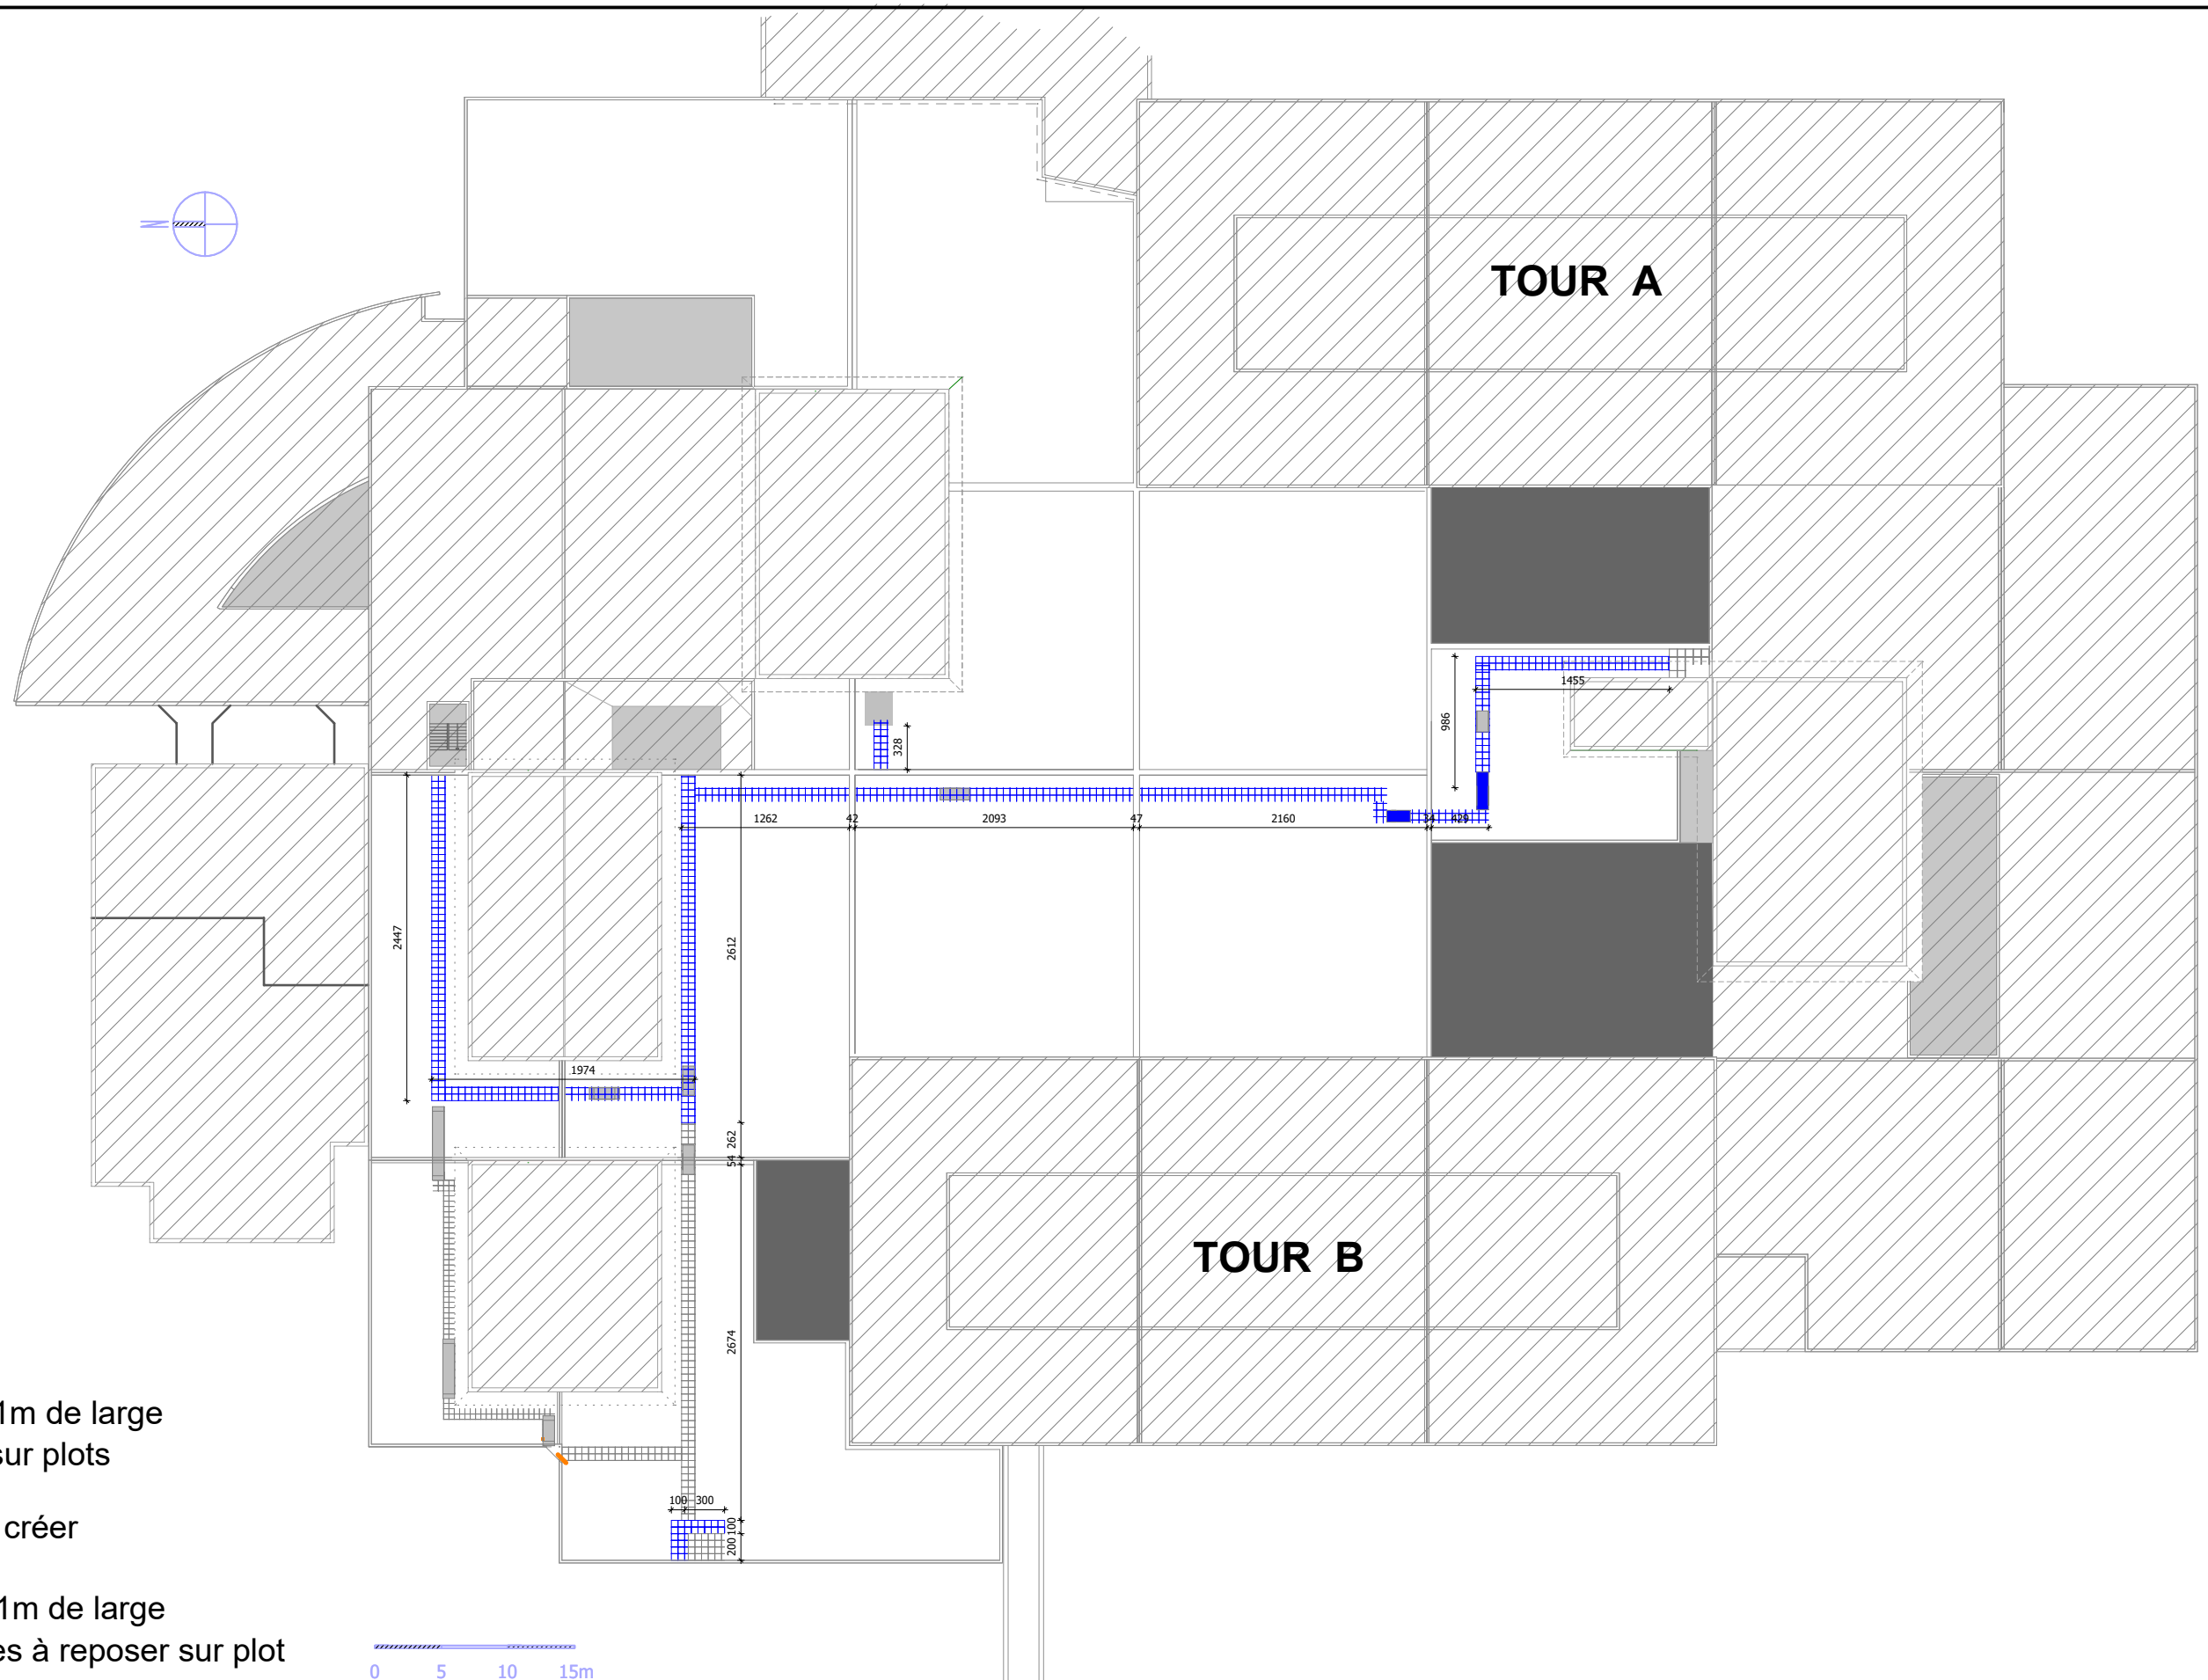 N
TOUR A
1455
986
328
1262 42 2093 47 2160 34 429
2447
2612
1974
262
54
TOUR B
2674
100 300
100
200
1m de large
sur plots
créer
1m de large
es à reposer sur plot
0 5 10 15m